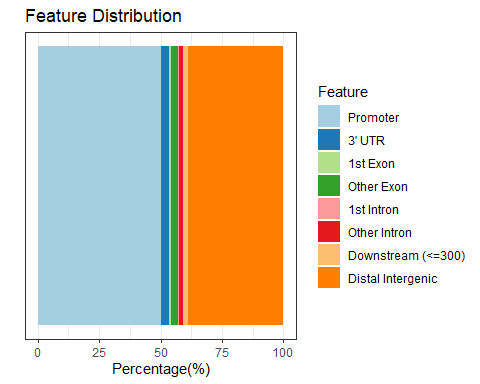 Feature Distribution
Feature
Promoter
3' UTR
1st Exon
Other Exon
1st Intron
Other Intron
Downstream (<=300)
Distal Intergenic
0 25 50 75 100
Percentage(%)